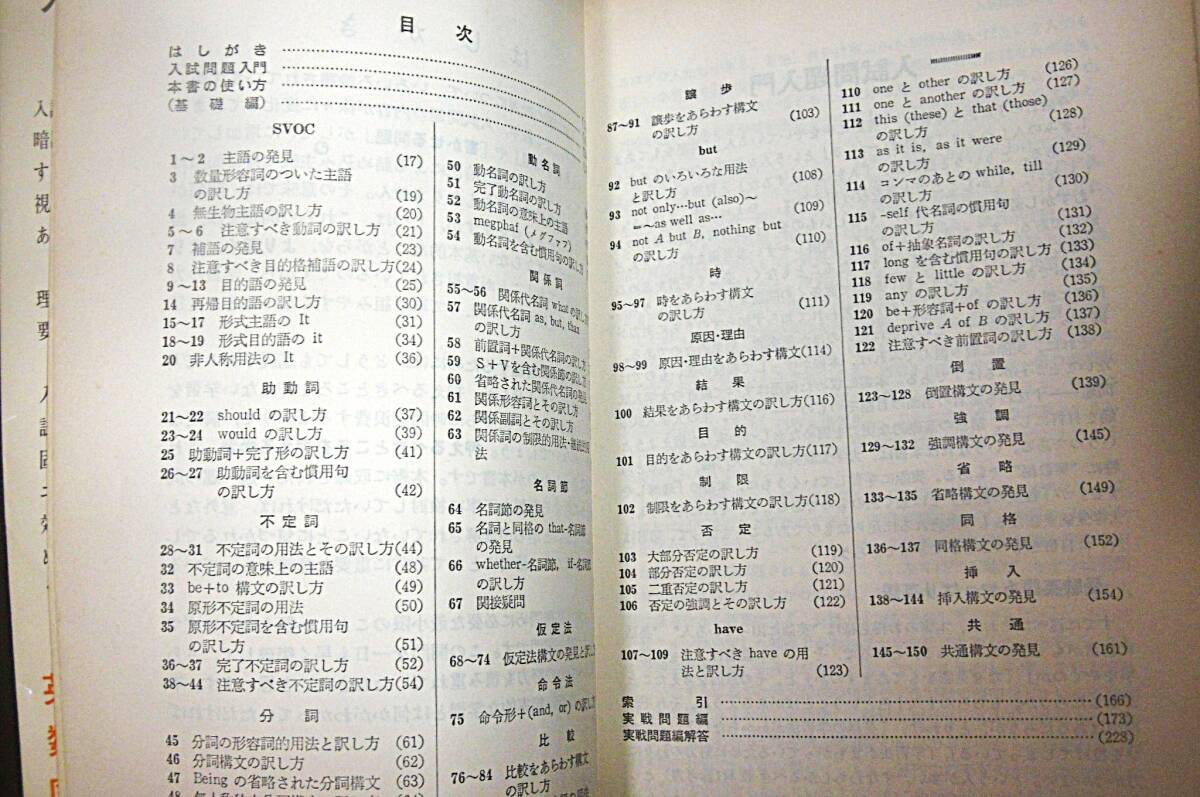 目次
はしがき
入試問題入門
本書の使い方
(基礎編)
SVOC
1～2 主語の発見 (17)
3 数量形容詞のついた主語
の訳し方 (19)
4 無生物主語の訳し方 (20)
5～6 注意すべき動詞の訳し方 (21)
7 補語の発見 (23)
8 注意すべき目的格補語の訳し方(24)
9～13 目的語の発見 (25)
14 再帰目的語の訳し方 (30)
15～17 形式主語の It (31)
18～19 形式目的語の it (34)
20 非人称用法の It (36)
助動詞
21～22 should の訳し方 (37)
23～24 would の訳し方 (39)
25 助動詞+完了形の訳し方 (41)
26～27 助動詞を含む慣用句
の訳し方 (42)
不定詞
28～31 不定詞の用法とその訳し方(44)
32 不定詞の意味上の主語 (48)
33 be+to 構文の訳し方 (49)
34 原形不定詞の用法 (50)
35 原形不定詞を含む慣用句
の訳し方 (51)
36～37 完了不定詞の訳し方 (52)
38～44 注意すべき不定詞の訳し方(54)
分詞
45 分詞の形容詞的用法と訳し方 (61)
46 分詞構文の訳し方 (62)
47 Being の省略された分詞構文 (63)
動名詞
50 動名詞の訳し方
51 完了動名詞の訳し方
52 動名詞の意味上の主語
53 megphaf (メグファフ)
54 動名詞を含む慣用句の訳し方
関係詞
55～56 関係代名詞 what の訳し
57 関係代名詞 as, but, than
の訳し方
58 前置詞+関係代名詞の訳し方
59 S+Vを含む関係節の訳し方
60 省略された関係代名詞の発見
61 関係形容詞とその訳し方
62 関係副詞とその訳し方
63 関係詞の制限的用法・
法
名詞節
64 名詞節の発見
65 名詞と同格の that-名詞節
の発見
66 whether-名詞節, if-名詞節
の訳し方
67 関接疑問
仮定法
68～74 仮定法構文の発見と訳し
命令法
75 命令形+(and, or) の訳し
比較
76～84 比較をあらわす構文
の訳し方
譲歩
87～91 譲歩をあらわす構文
の訳し方 (103)
but
92 but のいろいろな用法
と訳し方 (108)
93 not only…but (also)～
=～as well as… (109)
94 not A but B, nothing but
の訳し方 (110)
時
95～97 時をあらわす構文
の訳し方 (111)
原因・理由
98～99 原因・理由をあらわす構文(114)
結果
100 結果をあらわす構文の訳し方(116)
目的
101 目的をあらわす構文の訳し方(117)
制限
102 制限をあらわす構文の訳し方(118)
否定
103 大部分否定の訳し方 (119)
104 部分否定の訳し方 (120)
105 二重否定の訳し方 (121)
106 否定の強調とその訳し方 (122)
have
107～109 注意すべき have の用
法と訳し方 (123)
110 one と other の訳し方 (126)
111 one と another の訳し方 (127)
112 this (these) と that (those)
の訳し方 (128)
113 as it is, as it were
の訳し方 (129)
114 コンマのあとの while, till
の訳し方 (130)
115 -self 代名詞の慣用句
の訳し方 (131)
116 of+抽象名詞の訳し方 (132)
117 long を含む慣用句の訳し方 (133)
118 few と little の訳し方 (134)
119 any の訳し方 (135)
120 be+形容詞+of の訳し方 (136)
121 deprive A of B の訳し方 (137)
122 注意すべき前置詞の訳し方 (138)
倒置
123～128 倒置構文の発見 (139)
強調
129～132 強調構文の発見 (145)
省略
133～135 省略構文の発見 (149)
同格
136～137 同格構文の発見 (152)
挿入
138～144 挿入構文の発見 (154)
共通
145～150 共通構文の発見 (161)
索引 (166)
実戦問題編 (173)
実戦問題編解答 (223)